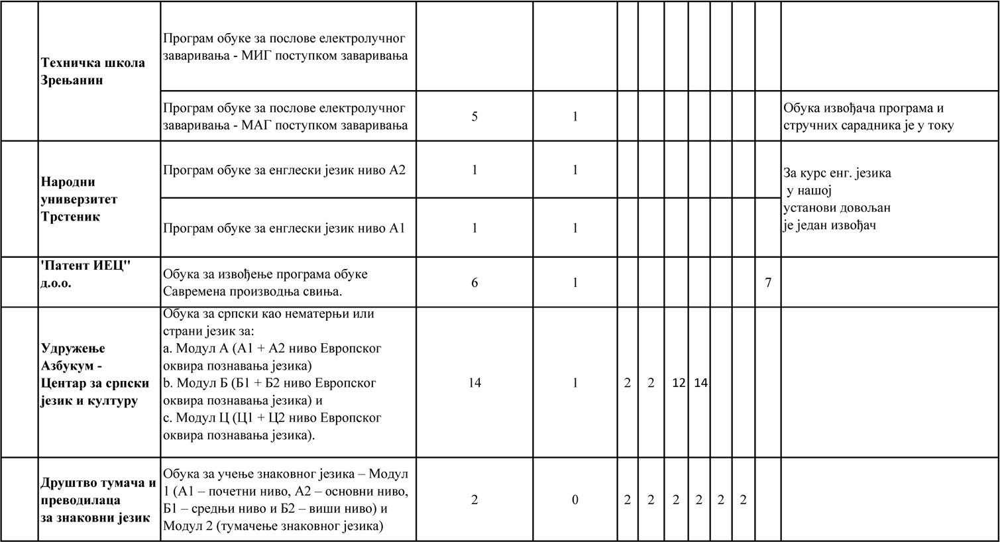 Техничка школа
Зрењанин
Програм обуке за послове електролучног
заваривања - МИГ поступком заваривања
Програм обуке за послове електролучног
заваривања - МАГ поступком заваривања
5
1
Обука извођача програма и
стручних сарадника је у току
Народни
универзитет
Трстеник
Програм обуке за енглески језик ниво А2
1
1
Програм обуке за енглески језик ниво А1
1
1
За курс енг. језика
у нашој
установи довољан
је један извођач
'Патент ИЕЦ"
д.о.о.
Обука за извођење програма обуке
Савремена производња свиња.
6
1
7
Удружење
Азбукум -
Центар за српски
језик и културу
Обука за српски као нематерњи или
страни језик за:
a. Модул А (А1 + А2 ниво Европског
оквира познавања језика)
b. Модул Б (Б1 + Б2 ниво Европског
оквира познавања језика) и
c. Модул Ц (Ц1 + Ц2 ниво Европског
оквира познавања језика).
14
1
2
2
12
14
Друштво тумача и
преводилаца
за знаковни језик
Обука за учење знаковног језика – Модул
1 (А1 – почетни ниво, А2 – основни ниво,
Б1 – средњи ниво и Б2 – виши ниво) и
Модул 2 (тумачење знаковног језика)
2
0
2
2
2
2
2
2